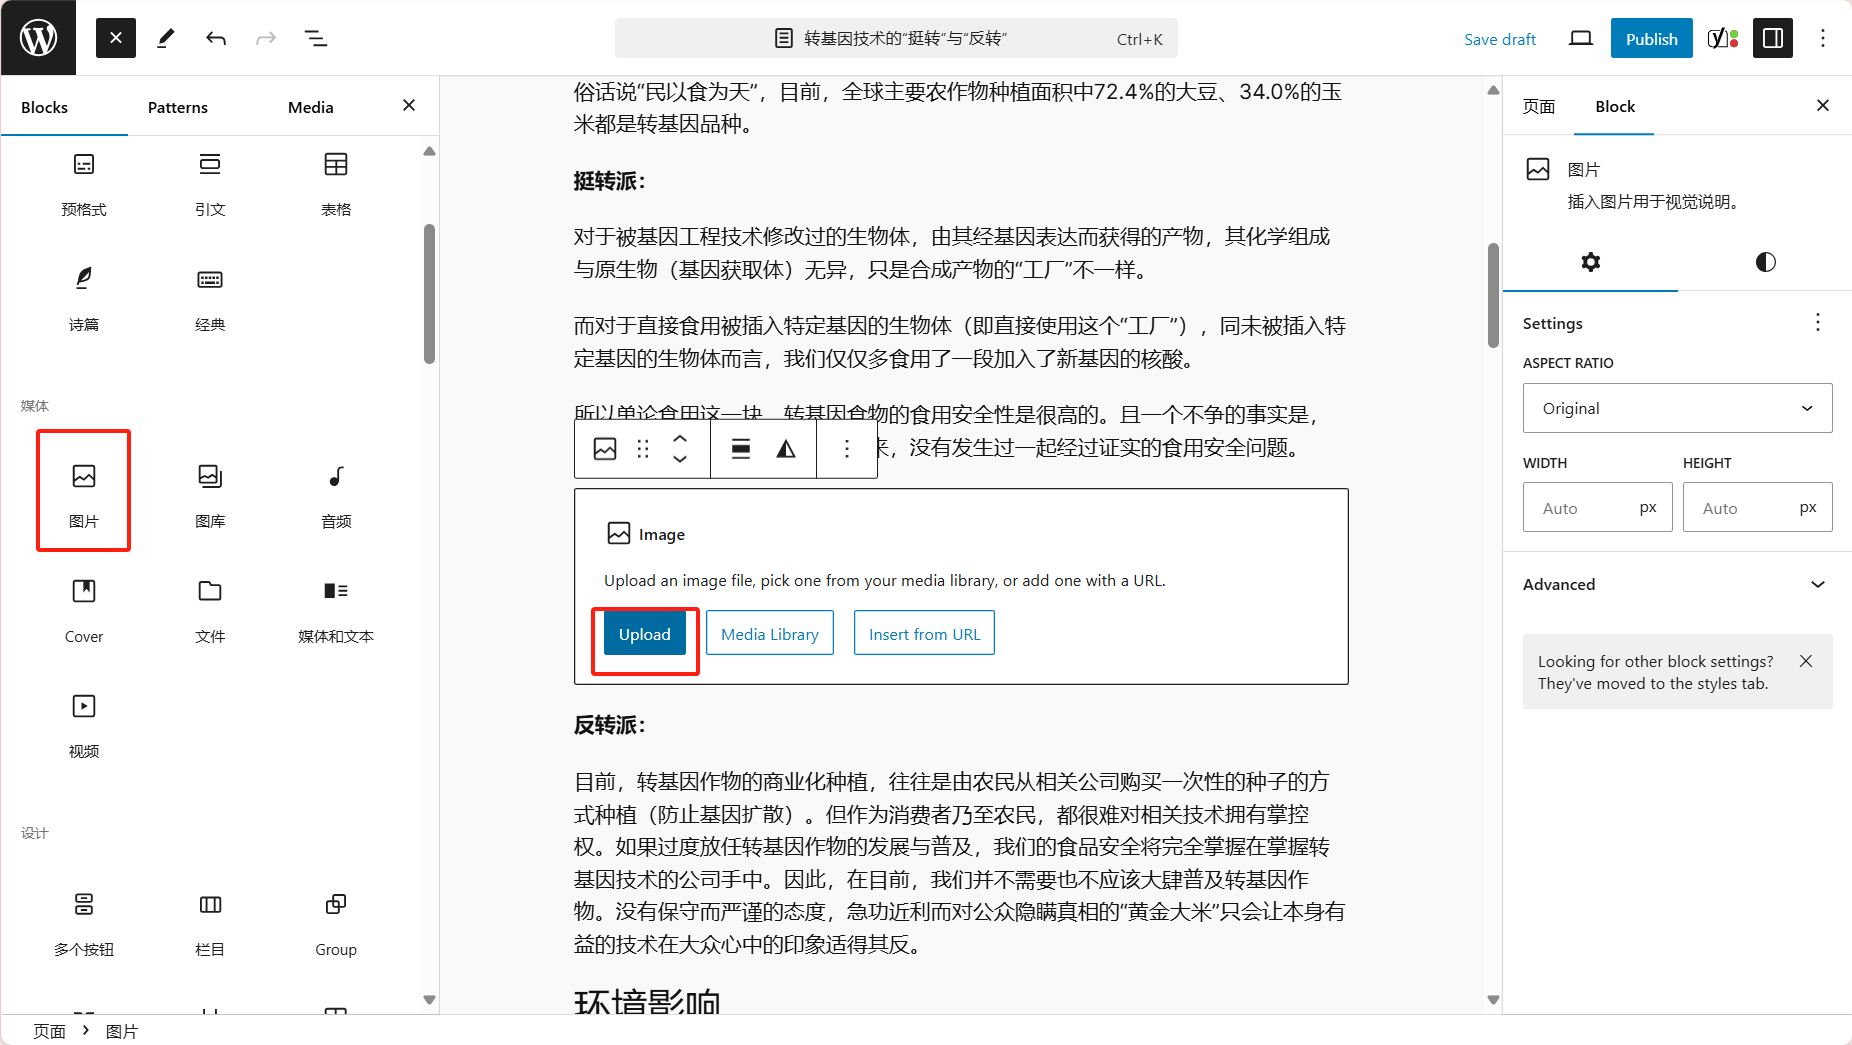 转基因技术的“挺转”与“反转”
Ctrl+K
Save draft
Publish
Blocks
Patterns
Media
预格式
引文
表格
诗篇
经典
媒体
图片
图库
音频
Cover
文件
媒体和文本
视频
设计
多个按钮
栏目
Group
俗话说“民以食为天”，目前，全球主要农作物种植面积中72.4%的大豆、34.0%的玉
米都是转基因品种。
挺转派：
对于被基因工程技术修改过的生物体，由其经基因表达而获得的产物，其化学组成
与原生物（基因获取体）无异，只是合成产物的“工厂”不一样。
而对于直接食用被插入特定基因的生物体（即直接使用这个“工厂”），同未被插入特
定基因的生物体而言，我们仅仅多食用了一段加入了新基因的核酸。
所以单论食用这一块，转基因食物的食用安全性是很高的。且一个不争的事实是，
来，没有发生过一起经过证实的食用安全问题。
Image
Upload an image file, pick one from your media library, or add one with a URL.
Upload
Media Library
Insert from URL
反转派：
目前，转基因作物的商业化种植，往往是由农民从相关公司购买一次性的种子的方
式种植（防止基因扩散）。但作为消费者乃至农民，都很难对相关技术拥有掌控
权。如果过度放任转基因作物的发展与普及，我们的食品安全将完全掌握在掌握转
基因技术的公司手中。因此，在目前，我们并不需要也不应该大肆普及转基因作
物。没有保守而严谨的态度，急功近利而对公众隐瞒真相的“黄金大米”只会让本身有
益的技术在大众心中的印象适得其反。
环境影响
页面
Block
图片
插入图片用于视觉说明。
Settings
ASPECT RATIO
Original
WIDTH
HEIGHT
Auto
px
Auto
px
Advanced
Looking for other block settings?
They've moved to the styles tab.
页面 › 图片